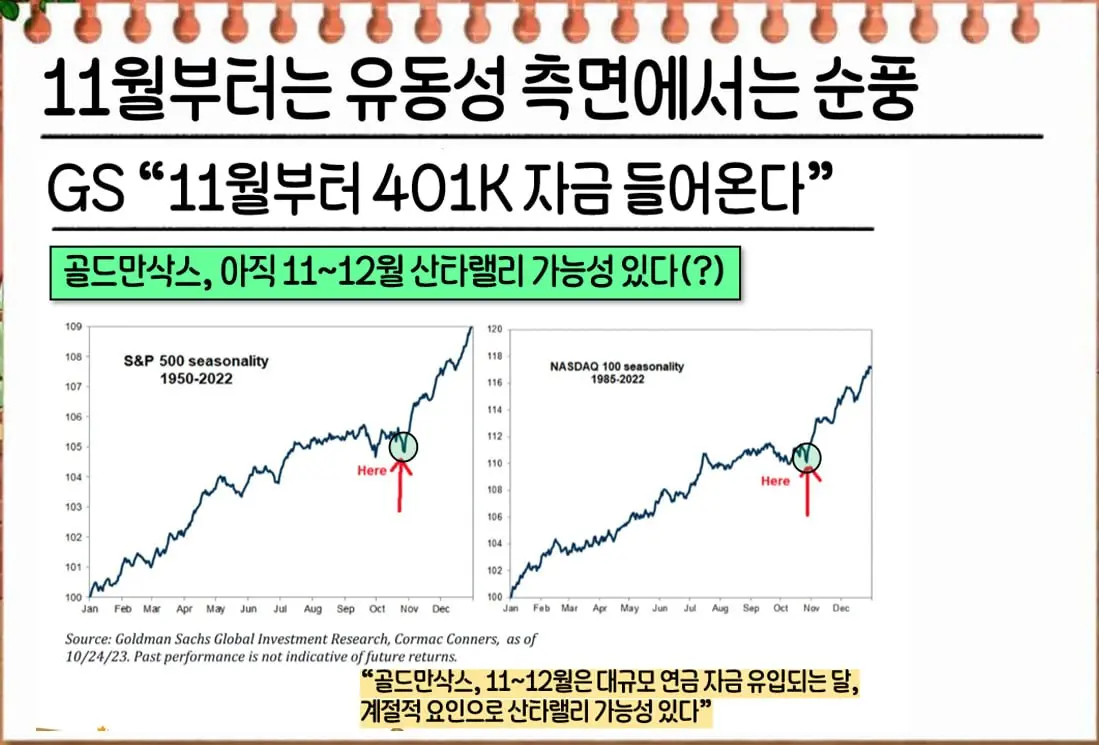 11월부터는 유동성 측면에서는 순풍
GS “11월부터 401K 자금 들어온다”
골드만삭스, 아직 11~12월 산타랠리 가능성 있다(?)
109
108
107
106
105
104
103
102
101
100
S&P 500 seasonality
1950-2022
Here
Jan Feb Mar Apr May Jun Jul Aug Sep Oct Nov Dec
120
118
116
114
112
110
108
106
104
102
100
NASDAQ 100 seasonality
1985-2022
Here
Jan Feb Mar Apr May Jun Jul Aug Sep Oct Nov Dec
Source: Goldman Sachs Global Investment Research, Cormac Conners, as of
10/24/23. Past performance is not indicative of future returns.
“골드만삭스, 11~12월은 대규모 연금 자금 유입되는 달,
계절적 요인으로 산타랠리 가능성 있다”